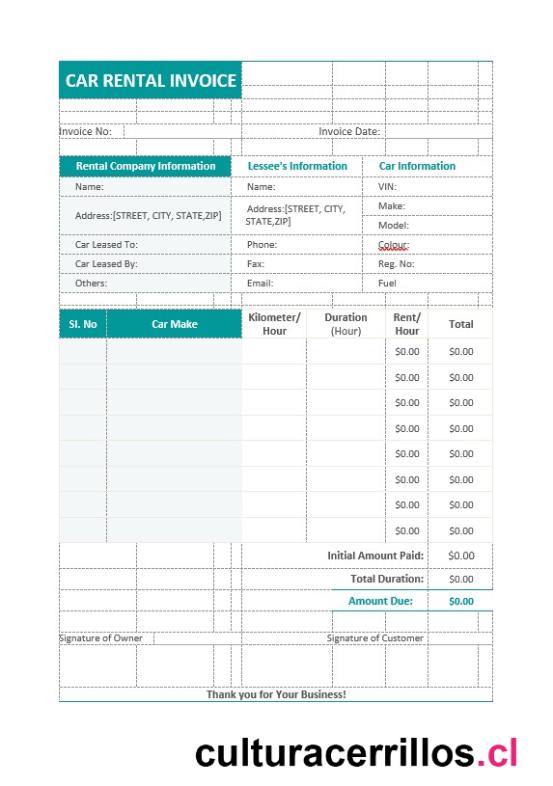 CAR RENTAL INVOICE
Invoice No: Invoice Date:
Rental Company Information Lessee's Information Car Information
Name: Name: VIN:
Address:[STREET, CITY, STATE,ZIP] Address:[STREET, CITY, STATE,ZIP] Make:
Model:
Car Leased To: Phone: Colour:
Car Leased By: Fax: Reg. No:
Others: Email: Fuel
Sl. No Car Make Kilometer/ Hour Duration (Hour) Rent/ Hour Total
$0.00 $0.00
$0.00 $0.00
$0.00 $0.00
$0.00 $0.00
$0.00 $0.00
$0.00 $0.00
$0.00 $0.00
$0.00 $0.00
Initial Amount Paid: $0.00
Total Duration: $0.00
Amount Due: $0.00
Signature of Owner Signature of Customer
Thank you for Your Business!
culturacerrillos.cl